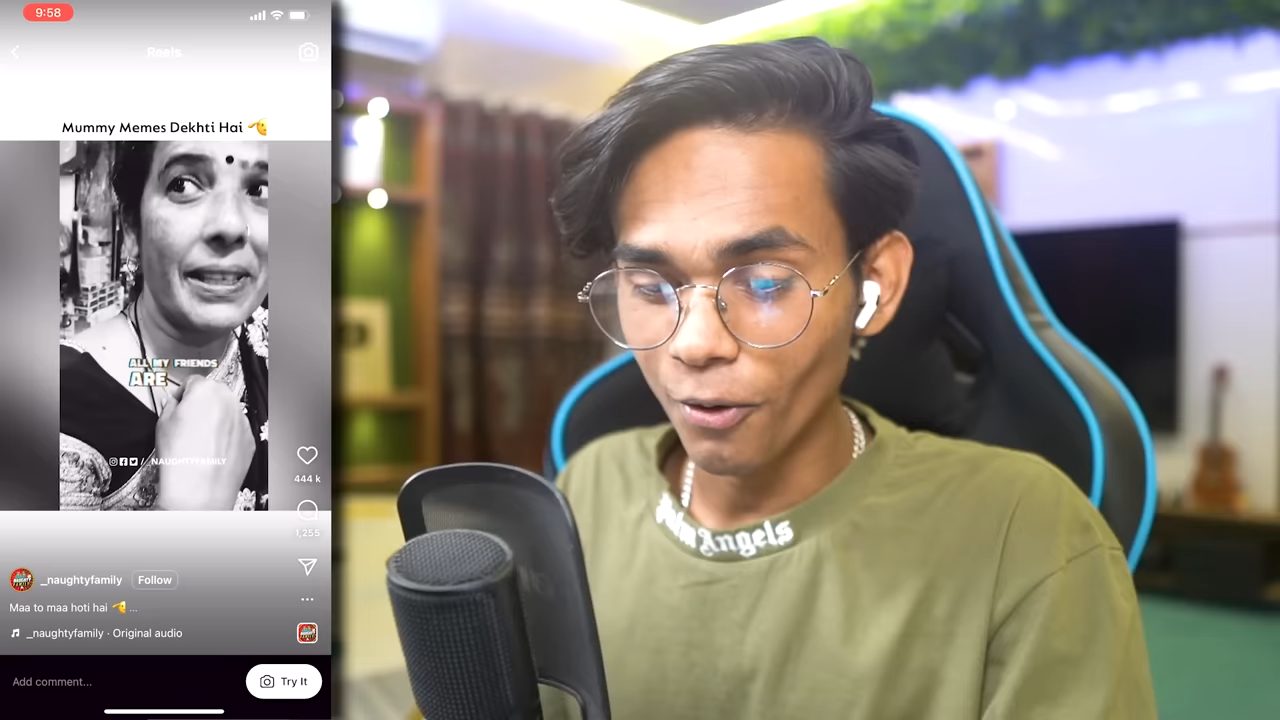 9:58
Reels
Mummy Memes Dekhti Hai
ALL MY FRIENDS
ARE
/_NAUGHTYFAMILY
444 k
1,255
_naughtyfamily
Follow
Maa to maa hoti hai ...
_naughtyfamily · Original audio
Add comment...
Try It
Palm Angels